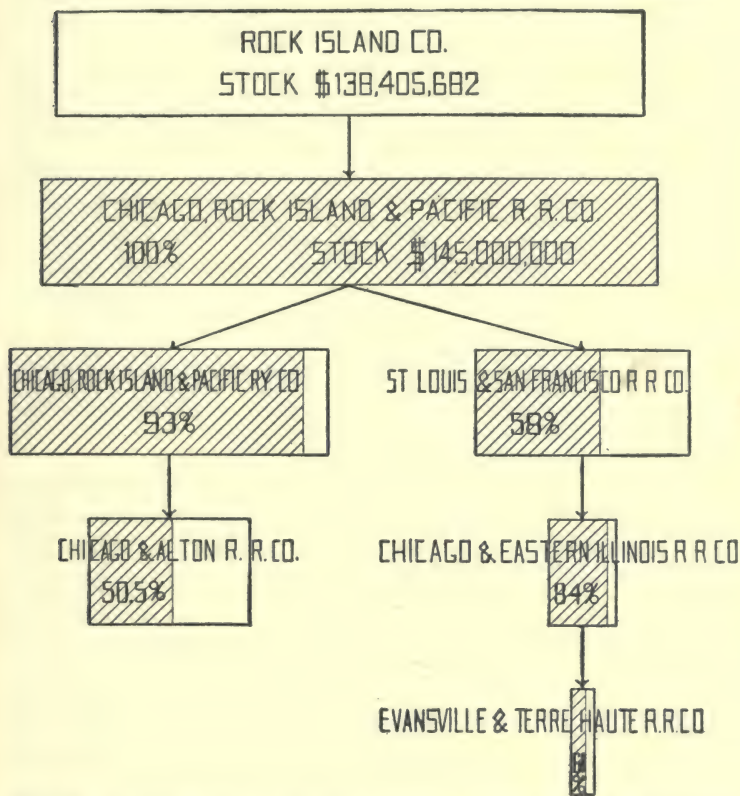 ROCK ISLAND CO.
STOCK $138,405,682
CHICAGO, ROCK ISLAND & PACIFIC R. R. CO
100% STOCK $145,000,000
CHICAGO, ROCK ISLAND & PACIFIC RY. CO
93%
ST LOUIS & SAN FRANCISCO R R CO.
58%
CHICAGO & ALTON R. R. CO.
50.5%
CHICAGO & EASTERN ILLINOIS R R CO
84%
EVANSVILLE & TERRE HAUTE R.R.CO
%